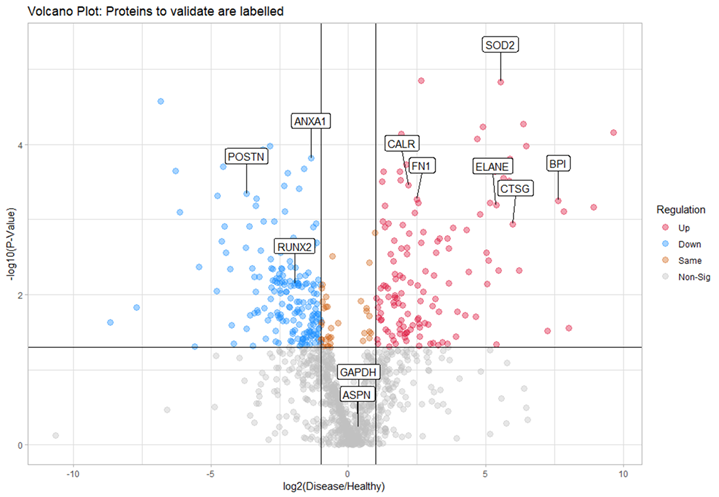 Volcano Plot: Proteins to validate are labelled
SOD2
ANXA1
CALR
POSTN
FN1
ELANE
BPI
CTSG
RUNX2
GAPDH
ASPN
-log10(P-Value)
4
2
0
-10
-5
0
5
10
log2(Disease/Healthy)
Regulation
Up
Down
Same
Non-Sig